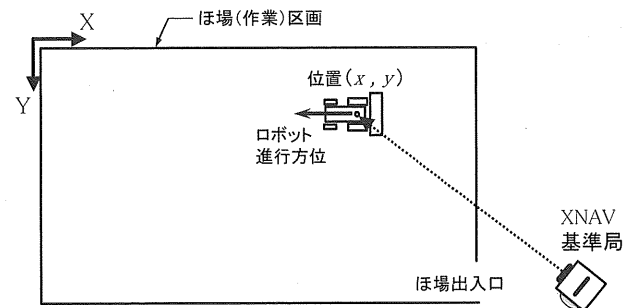 X
ほ場(作業)区画
Y
位置(x, y)
ロボット
進行方位
XNAV
基準局
ほ場出入口